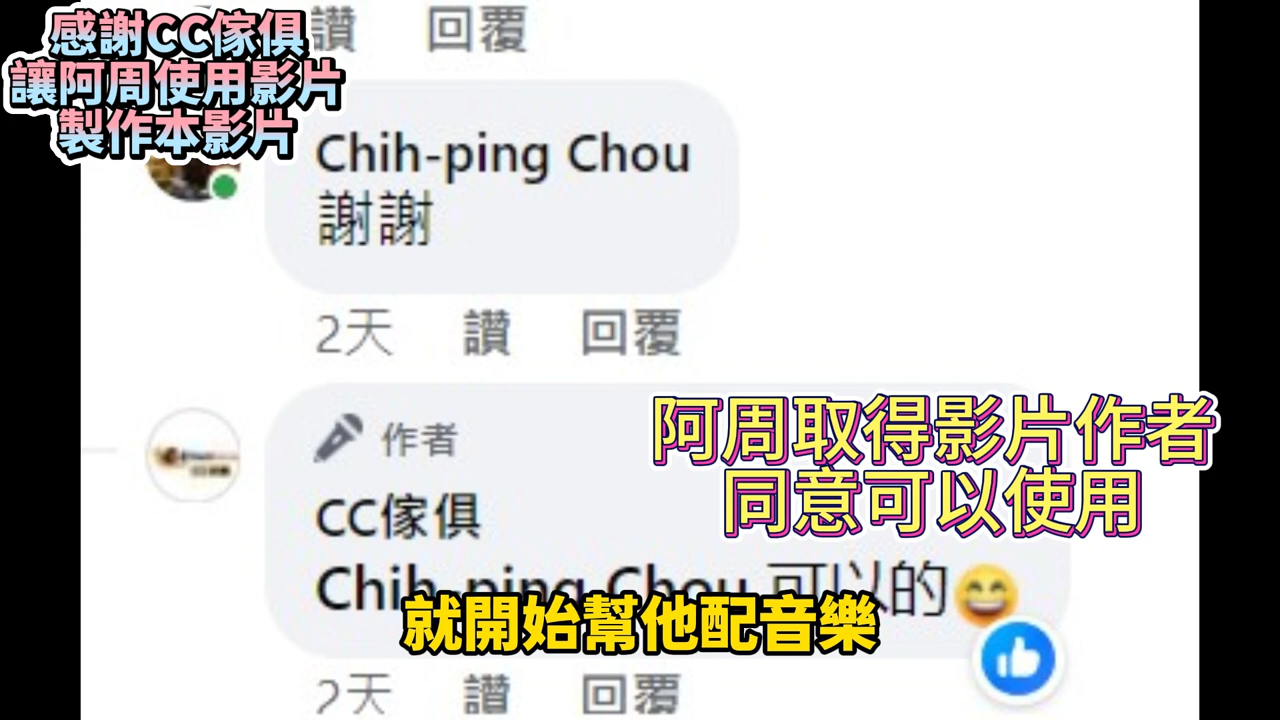 感謝CC傢俱
讓阿周使用影片
製作本影片
讚 回覆
Chih-ping Chou
謝謝
2天 讚 回覆
作者
CC傢俱
Chih-ping Chou 可以的
阿周取得影片作者
同意可以使用
就開始幫他配音樂
2天 讚 回覆